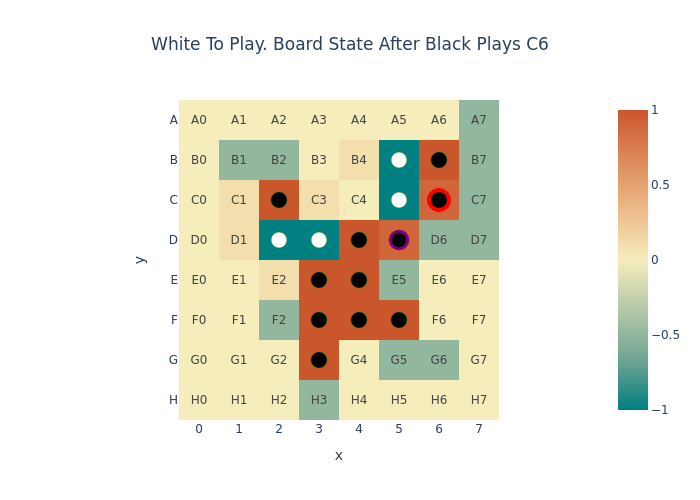 White To Play. Board State After Black Plays C6
A A0 A1 A2 A3 A4 A5 A6 A7
B B0 B1 B2 B3 B4 B7
C C0 C1 C3 C4 C7
D D0 D1 D6 D7
E E0 E1 E2 E5 E6 E7
F F0 F1 F2 F6 F7
G G0 G1 G2 G4 G5 G6 G7
H H0 H1 H2 H3 H4 H5 H6 H7
0 1 2 3 4 5 6 7
x
y
1
0.5
0
−0.5
−1